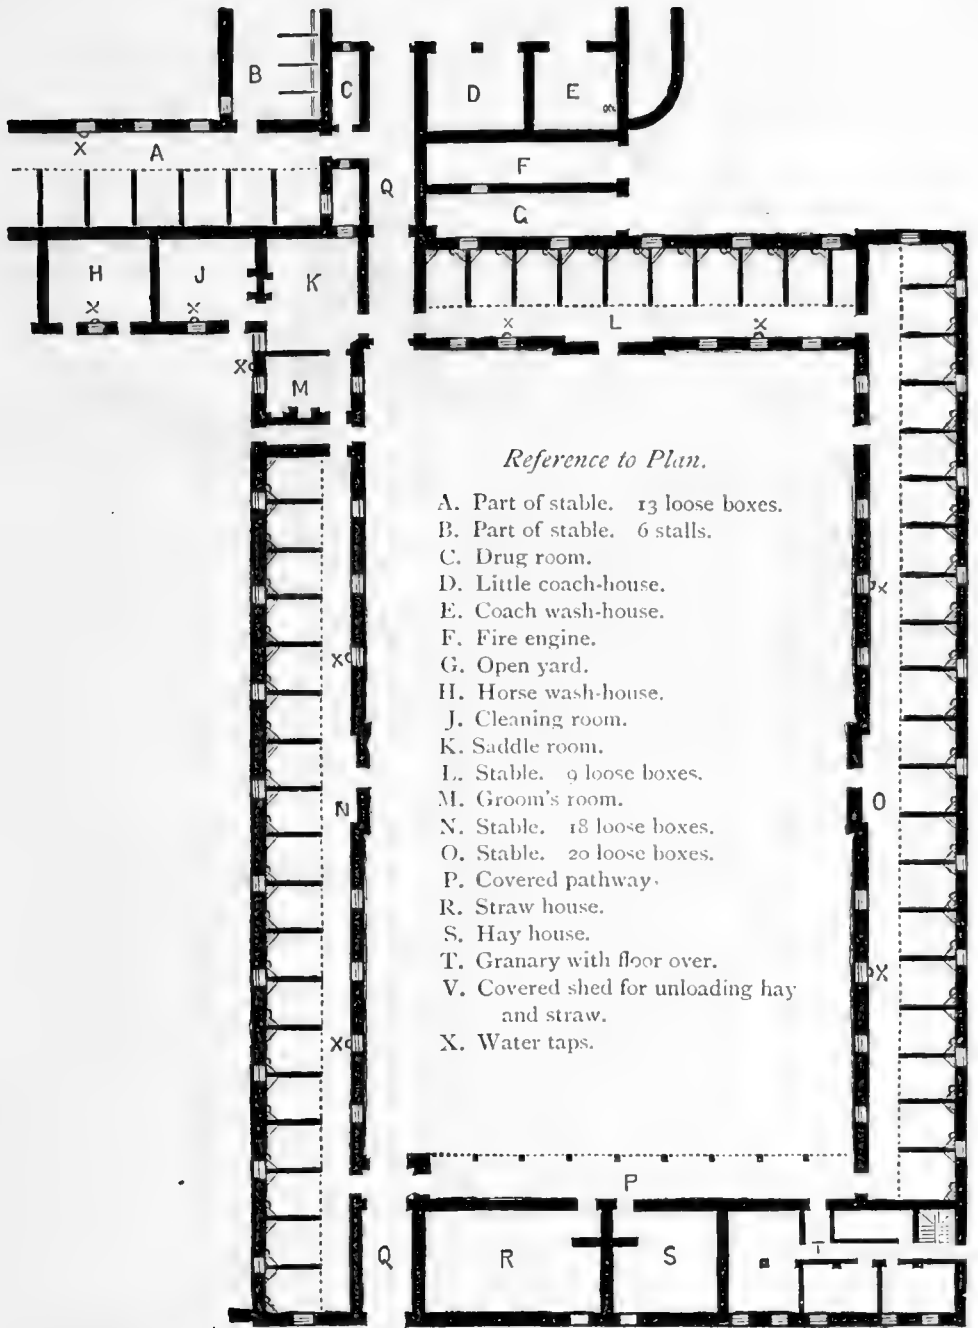 B
C
D
E
X
A
F
Q
G
H
J
K
X
X
X
L
X
X
M
Reference to Plan.
A. Part of stable. 13 loose boxes.
B. Part of stable. 6 stalls.
C. Drug room.
D. Little coach-house.
E. Coach wash-house.
F. Fire engine.
G. Open yard.
H. Horse wash-house.
J. Cleaning room.
K. Saddle room.
L. Stable. 9 loose boxes.
M. Groom's room.
N. Stable. 18 loose boxes.
O. Stable. 20 loose boxes.
P. Covered pathway.
R. Straw house.
S. Hay house.
T. Granary with floor over.
V. Covered shed for unloading hay
and straw.
X. Water taps.
X
X
N
O
X
X
P
Q
R
S
T